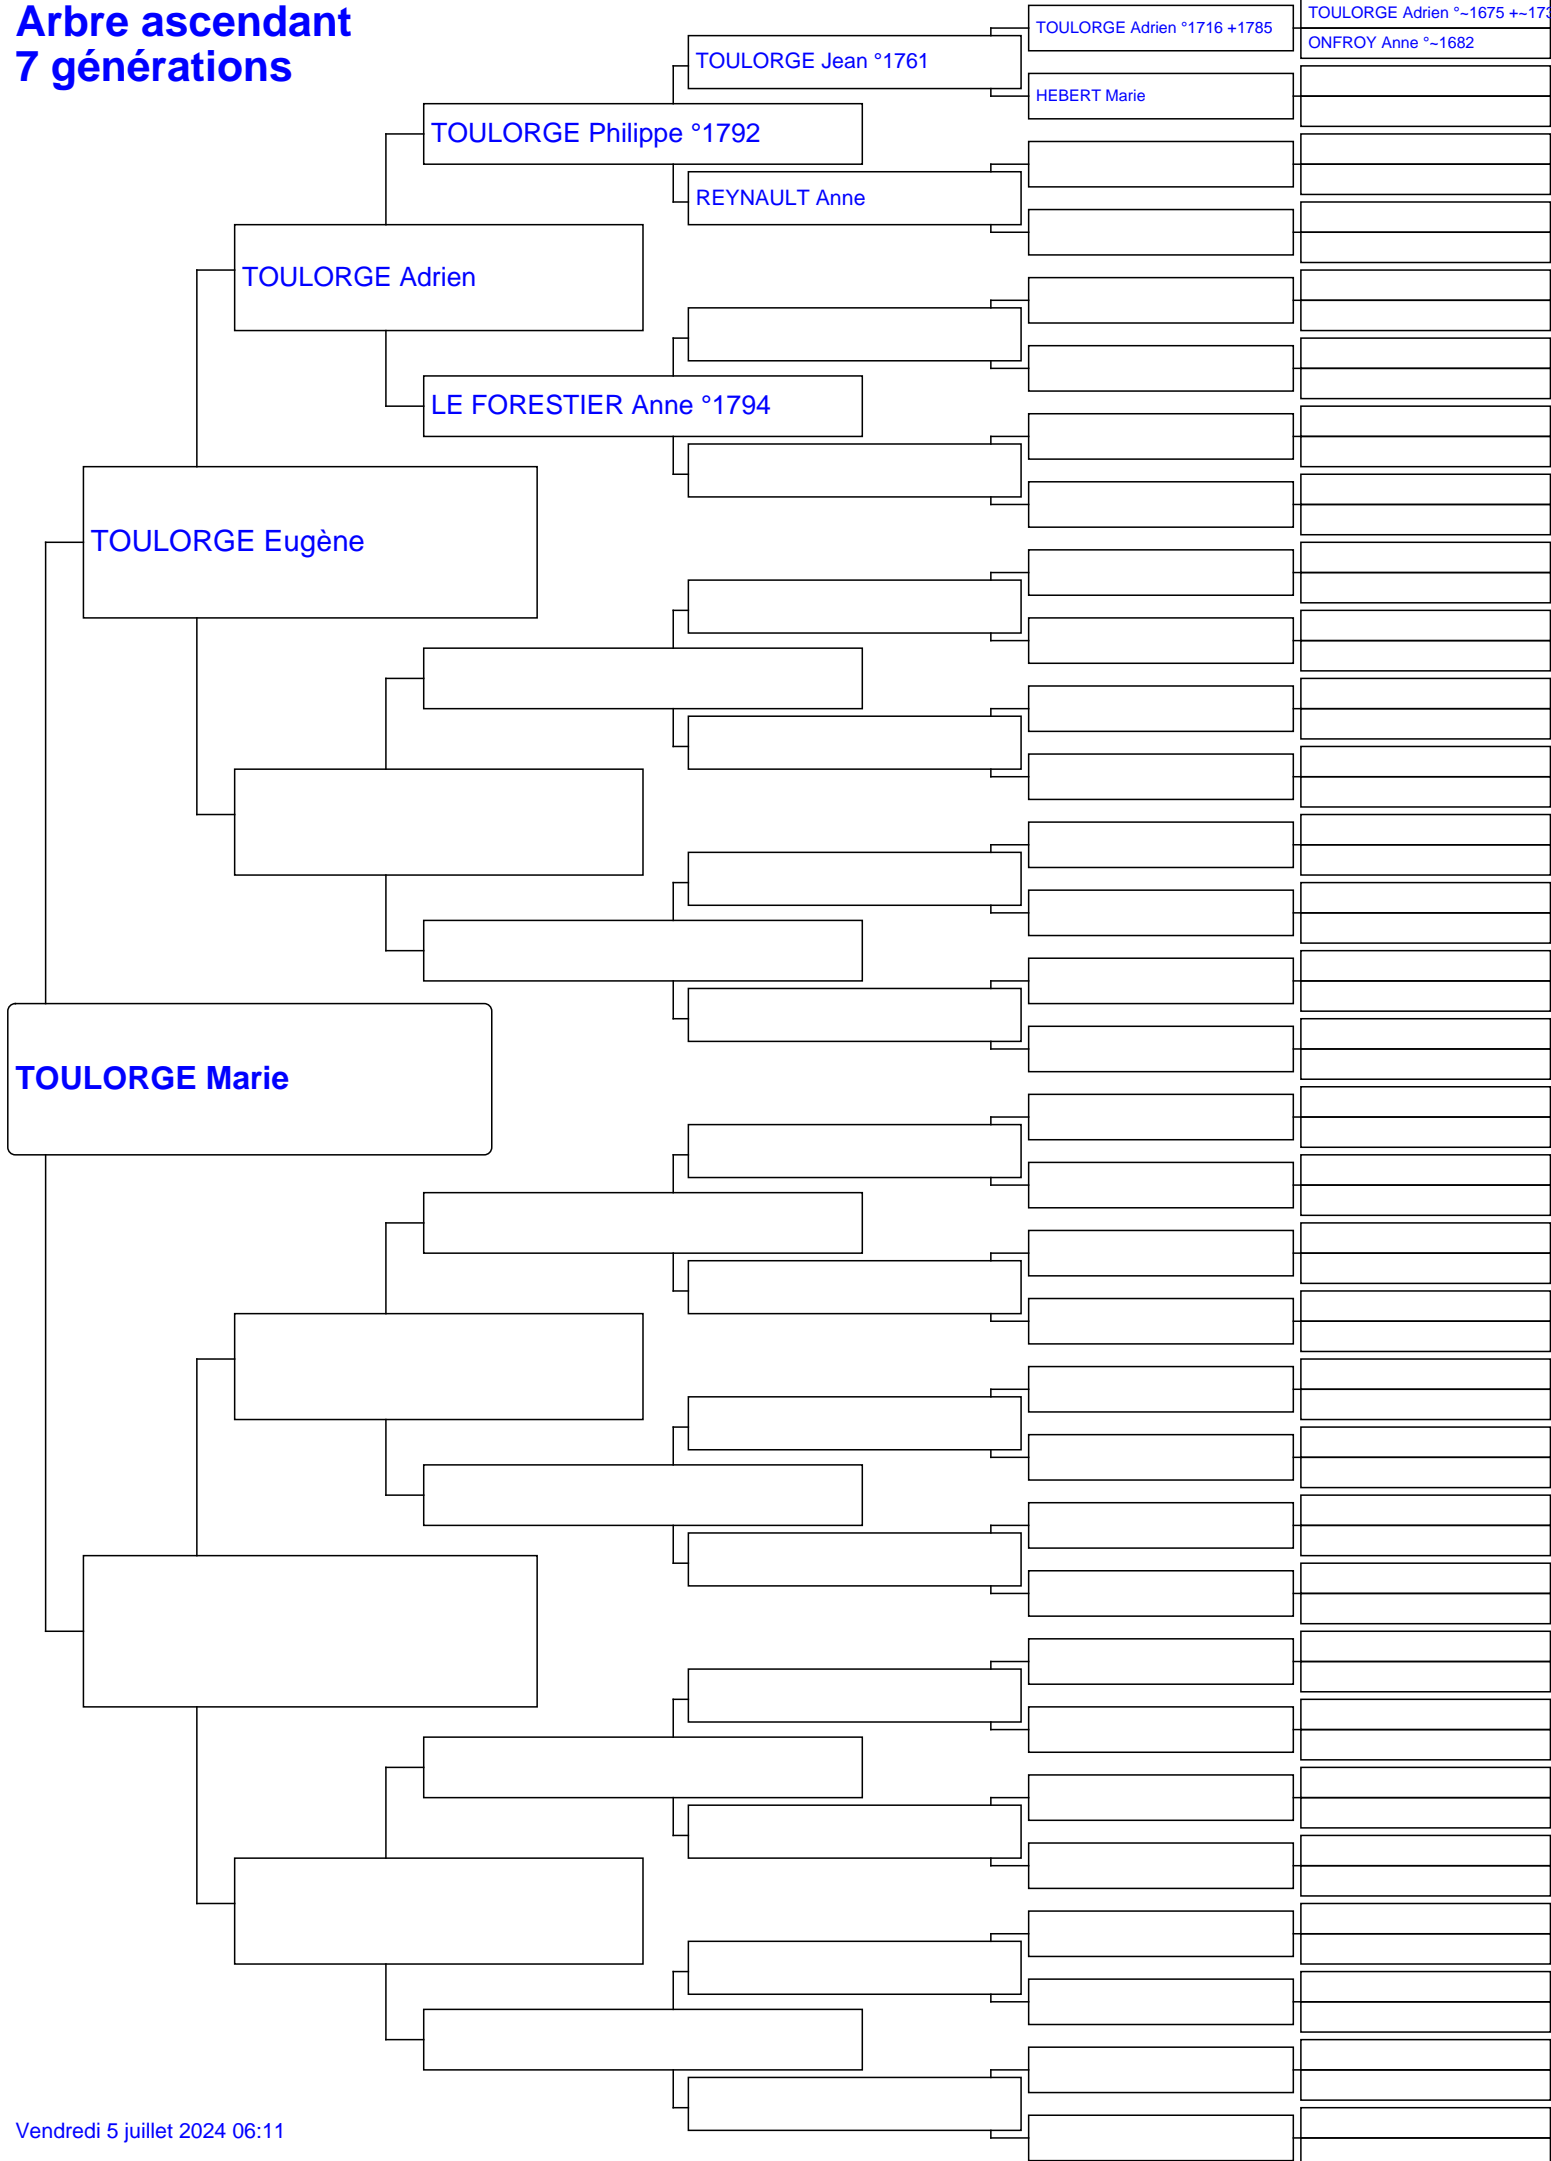 Arbre ascendant
7 générations
TOULORGE Adrien °~1675 +~173
ONFROY Anne °~1682
TOULORGE Adrien °1716 +1785
HEBERT Marie
TOULORGE Jean °1761
REYNAULT Anne
TOULORGE Philippe °1792
LE FORESTIER Anne °1794
TOULORGE Adrien
TOULORGE Eugène
TOULORGE Marie
Vendredi 5 juillet 2024 06:11